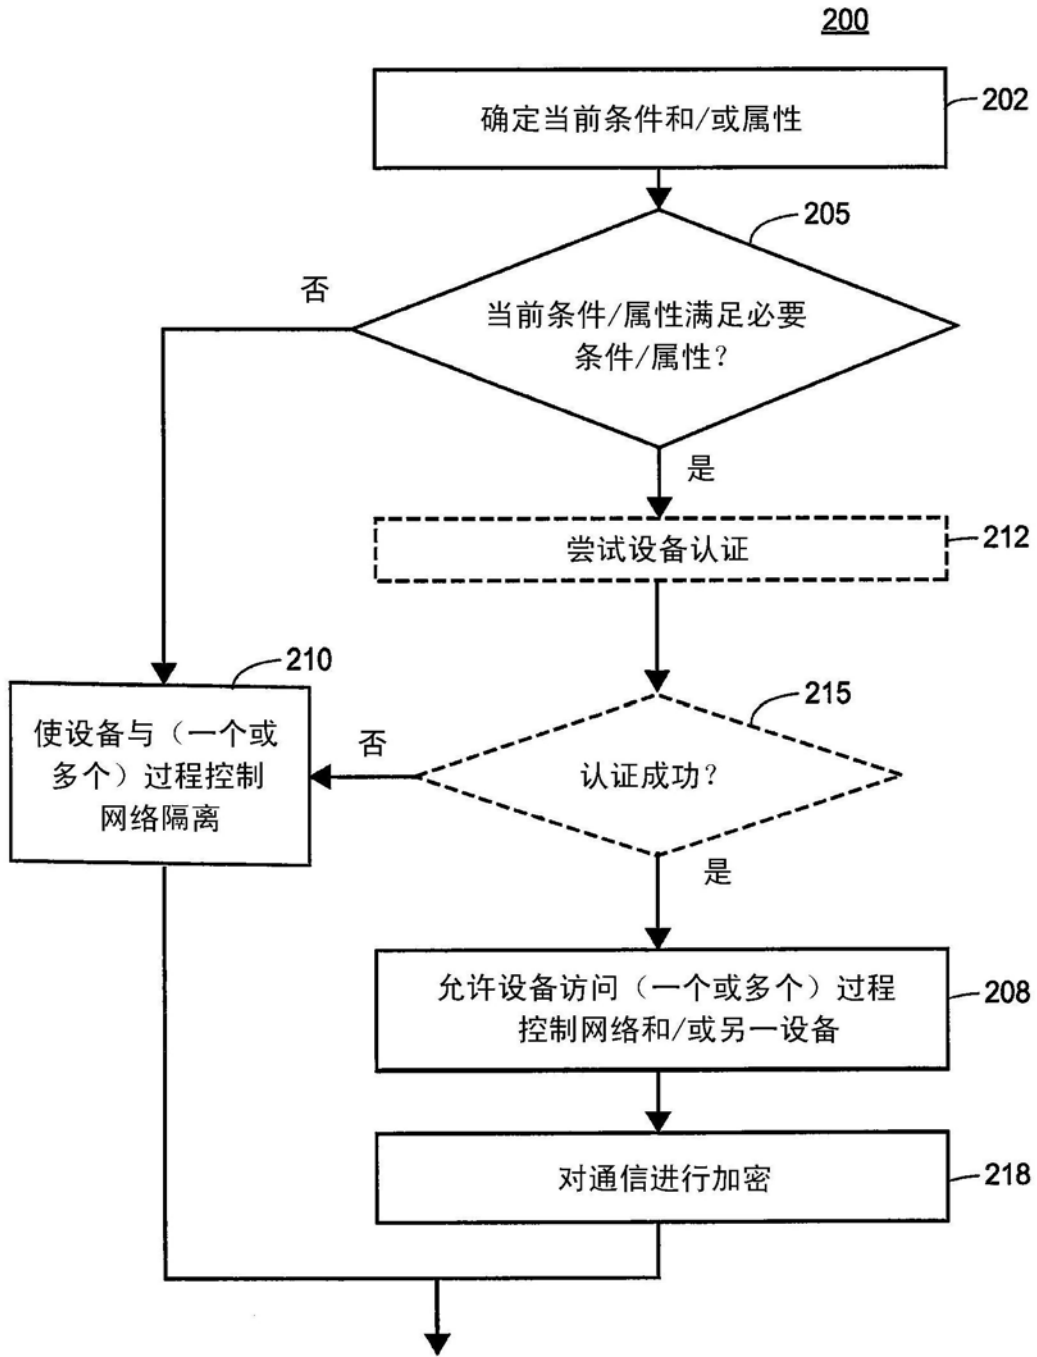 200
确定当前条件和/或属性
202
205
否
当前条件/属性满足必要
条件/属性？
是
尝试设备认证
212
210
215
使设备与（一个或
多个）过程控制
网络隔离
否
认证成功？
是
允许设备访问（一个或多个）过程
控制网络和/或另一设备
208
对通信进行加密
218